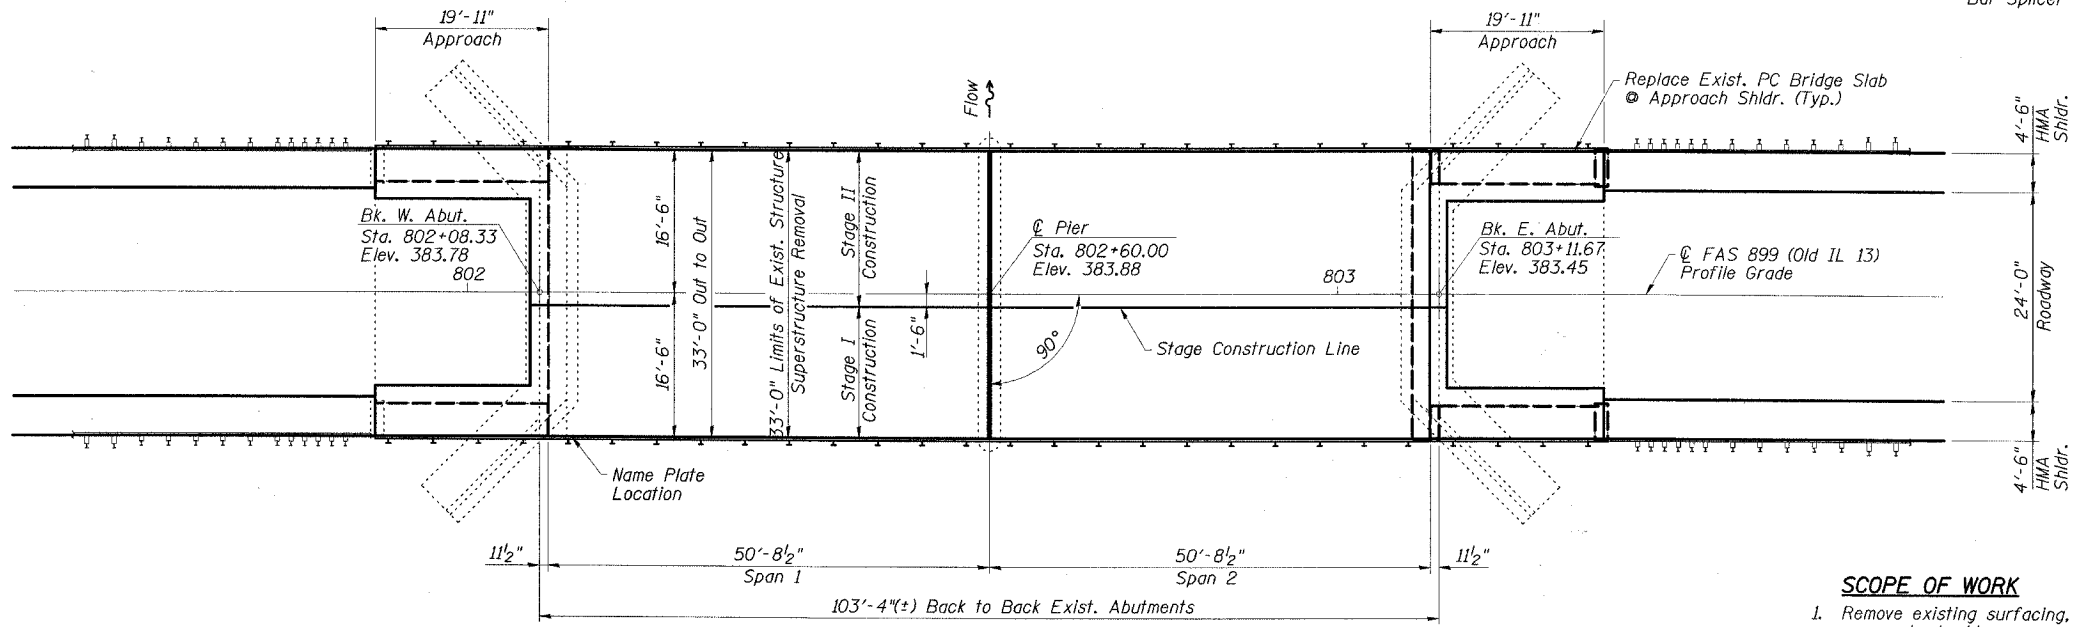 Bar Splicer
19'-11"
Approach
19'-11"
Approach
Flow
Replace Exist. PC Bridge Slab
@ Approach Shldr. (Typ.)
4'-6"
HMA
Shldr.
Bk. W. Abut.
Sta. 802+08.33
Elev. 383.78
802
16'-6"
33'-0" Out to Out
33'-0" Limits of Exist. Structure
Superstructure Removal
Stage II
Construction
℄ Pier
Sta. 802+60.00
Elev. 383.88
803
Bk. E. Abut.
Sta. 803+11.67
Elev. 383.45
℄ FAS 899 (Old IL 13)
Profile Grade
24'-0"
Roadway
16'-6"
Stage I
Construction
1'-6"
90°
Stage Construction Line
Name Plate
Location
4'-6"
HMA
Shldr.
11½"
50'-8½"
Span 1
50'-8½"
Span 2
11½"
103'-4"(±) Back to Back Exist. Abutments
SCOPE OF WORK
1. Remove existing surfacing,